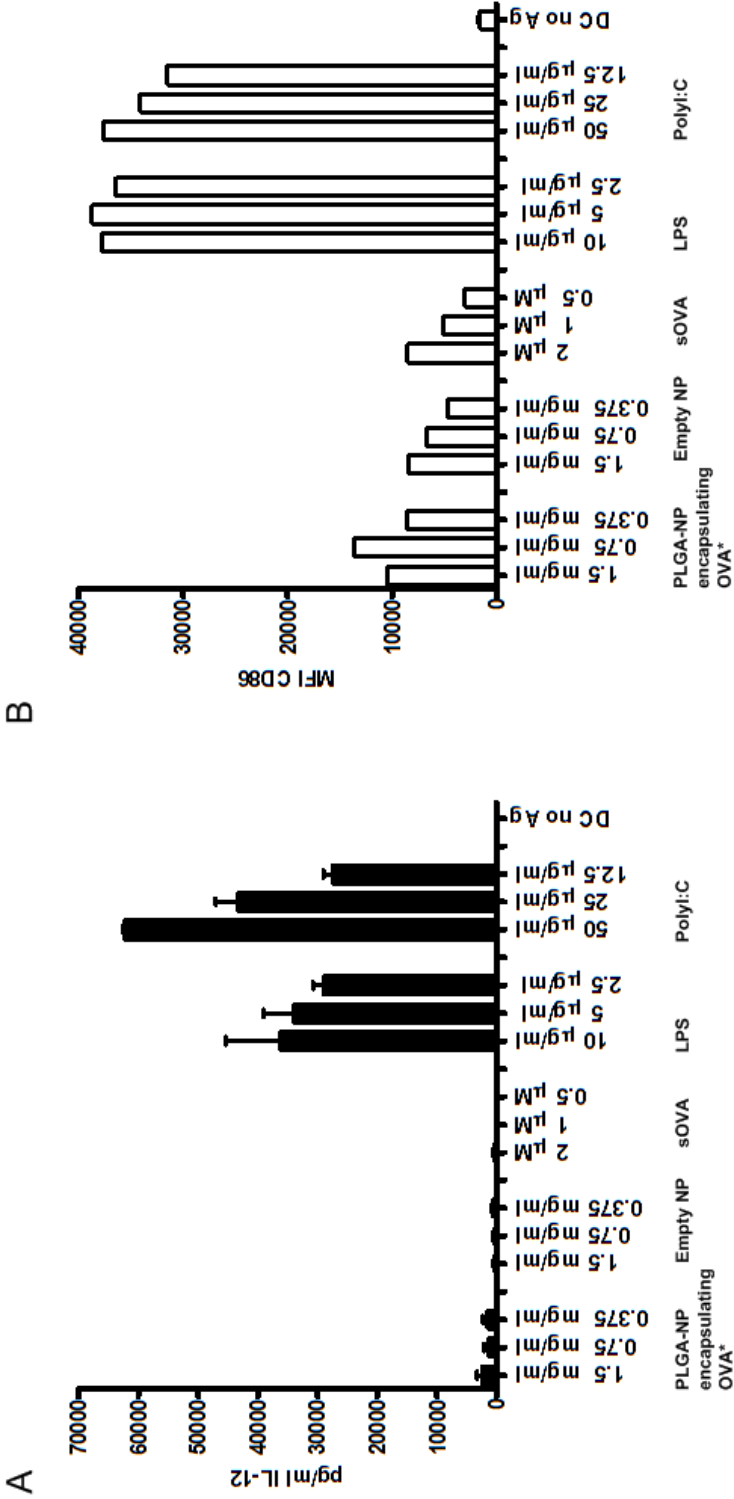 A
pg/ml IL-12
70000
60000
50000
40000
30000
20000
10000
0
1.5 mg/ml
0.75 mg/ml
0.375 mg/ml
1.5 mg/ml
0.75 mg/ml
0.375 mg/ml
2 µM
1 µM
0.5 µM
10 µg/ml
5 µg/ml
2.5 µg/ml
50 µg/ml
25 µg/ml
12.5 µg/ml
DC no Ag
PLGA-NP
encapsulating
OVA*
Empty NP
sOVA
LPS
PolyI:C
B
MFI CD86
40000
30000
20000
10000
0
1.5 mg/ml
0.75 mg/ml
0.375 mg/ml
1.5 mg/ml
0.75 mg/ml
0.375 mg/ml
2 µM
1 µM
0.5 µM
10 µg/ml
5 µg/ml
2.5 µg/ml
50 µg/ml
25 µg/ml
12.5 µg/ml
DC no Ag
PLGA-NP
encapsulating
OVA*
Empty NP
sOVA
LPS
PolyI:C